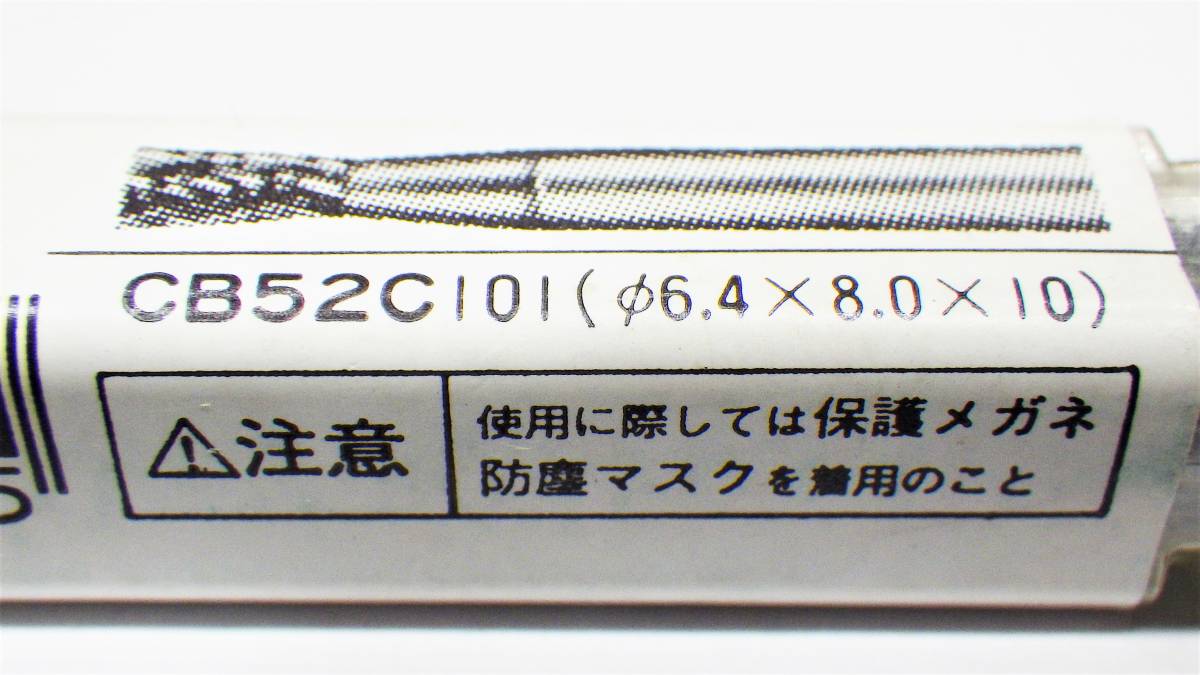 CB52C101(φ6.4×8.0×10)
⚠注意
使用に際しては保護メガネ
防塵マスクを着用のこと